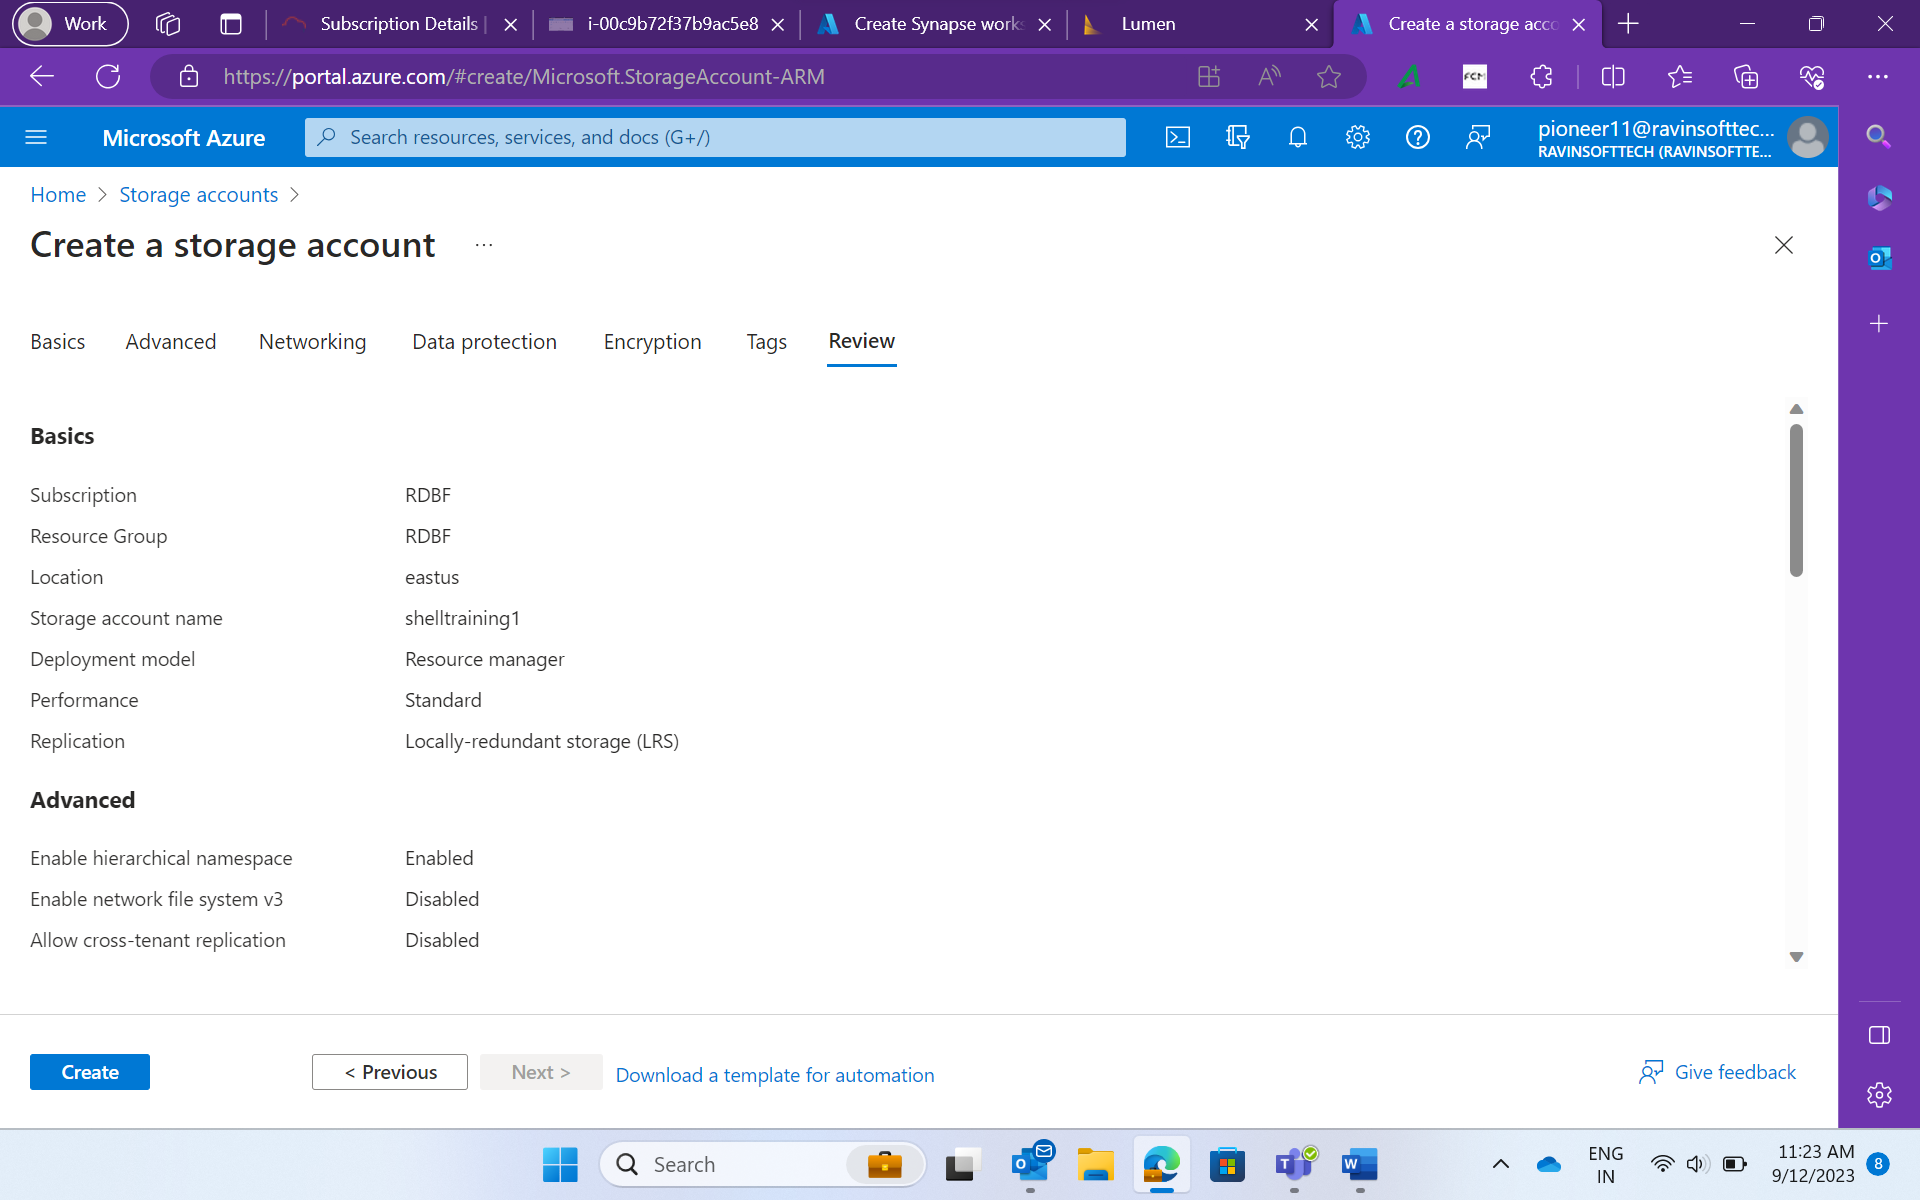 Work
Subscription Details |
i-00c9b72f37b9ac5e8
Create Synapse works
Lumen
Create a storage acco
https://portal.azure.com/#create/Microsoft.StorageAccount-ARM
FCM
Microsoft Azure
Search resources, services, and docs (G+/)
pioneer11@ravinsofttec...
RAVINSOFTTECH (RAVINSOFTTE...
Home > Storage accounts >
Create a storage account ...
Basics Advanced Networking Data protection Encryption Tags Review
Basics
Subscription RDBF
Resource Group RDBF
Location eastus
Storage account name shelltraining1
Deployment model Resource manager
Performance Standard
Replication Locally-redundant storage (LRS)
Advanced
Enable hierarchical namespace Enabled
Enable network file system v3 Disabled
Allow cross-tenant replication Disabled
Create
< Previous
Next >
Download a template for automation
Give feedback
Search
ENG
IN
11:23 AM
9/12/2023
8